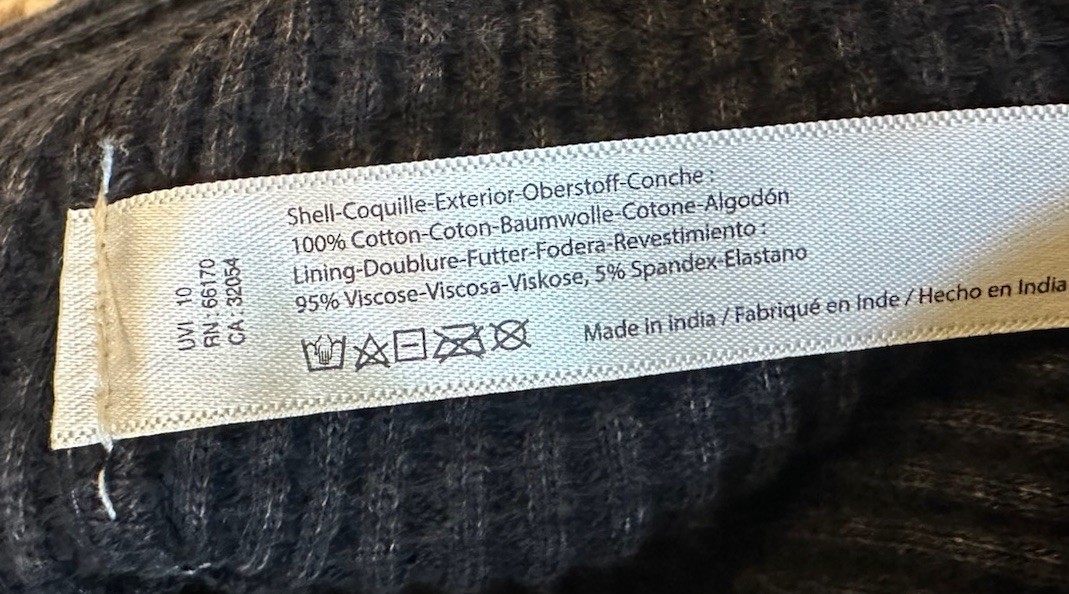 Shell-Coquille-Exterior-Oberstoff-Conche :
100% Cotton-Coton-Baumwolle-Cotone-Algodón
Lining-Doublure-Futter-Fodera-Revestimiento :
95% Viscose-Viscosa-Viskose, 5% Spandex-Elastano
Made in india / Fabriqué en Inde / Hecho en India
UVI 10
RN : 66170
CA : 32054